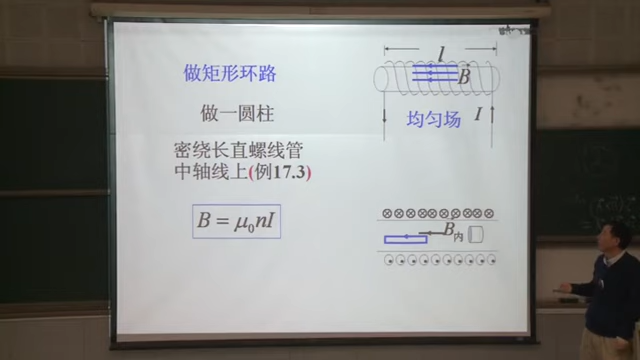 做矩形环路
做一圆柱
密绕长直螺线管
中轴线上(例17.3)
B = μ₀nI
l
B
I
均匀场
B内